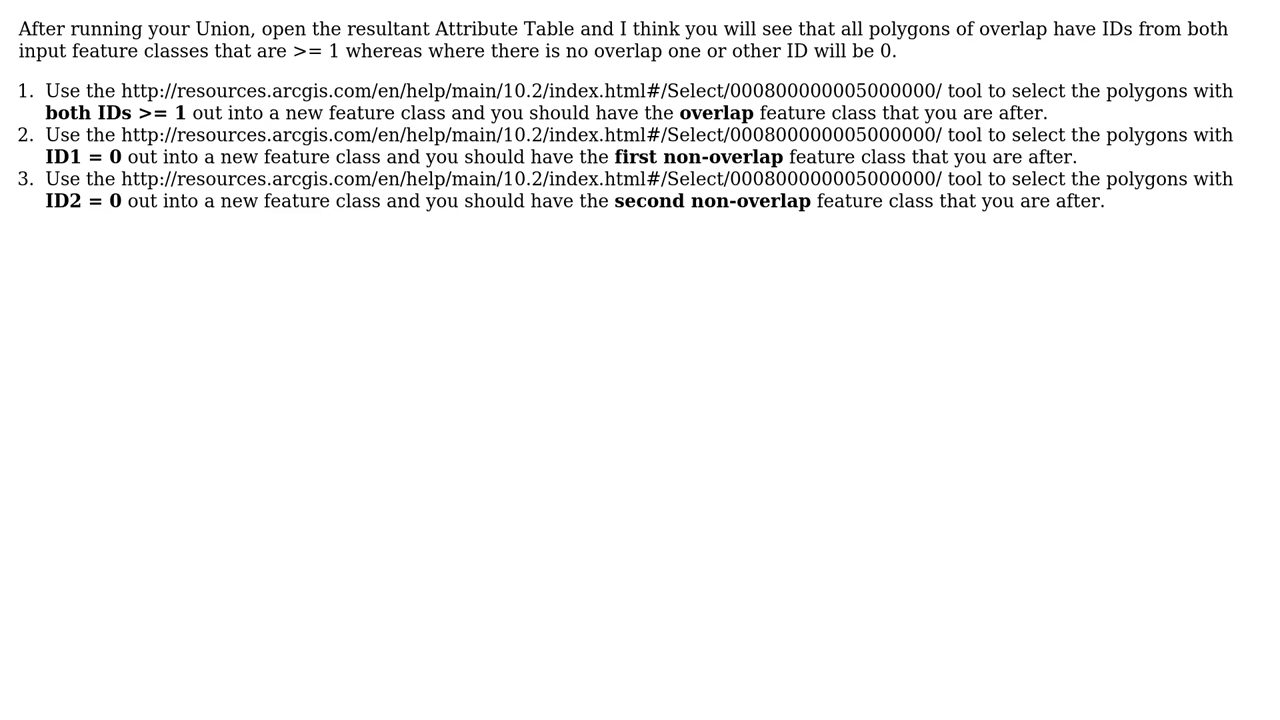 After running your Union, open the resultant Attribute Table and I think you will see that all polygons of overlap have IDs from both
input feature classes that are >= 1 whereas where there is no overlap one or other ID will be 0.
1. Use the http://resources.arcgis.com/en/help/main/10.2/index.html#/Select/000800000005000000/ tool to select the polygons with
both IDs >= 1 out into a new feature class and you should have the overlap feature class that you are after.
2. Use the http://resources.arcgis.com/en/help/main/10.2/index.html#/Select/000800000005000000/ tool to select the polygons with
ID1 = 0 out into a new feature class and you should have the first non-overlap feature class that you are after.
3. Use the http://resources.arcgis.com/en/help/main/10.2/index.html#/Select/000800000005000000/ tool to select the polygons with
ID2 = 0 out into a new feature class and you should have the second non-overlap feature class that you are after.